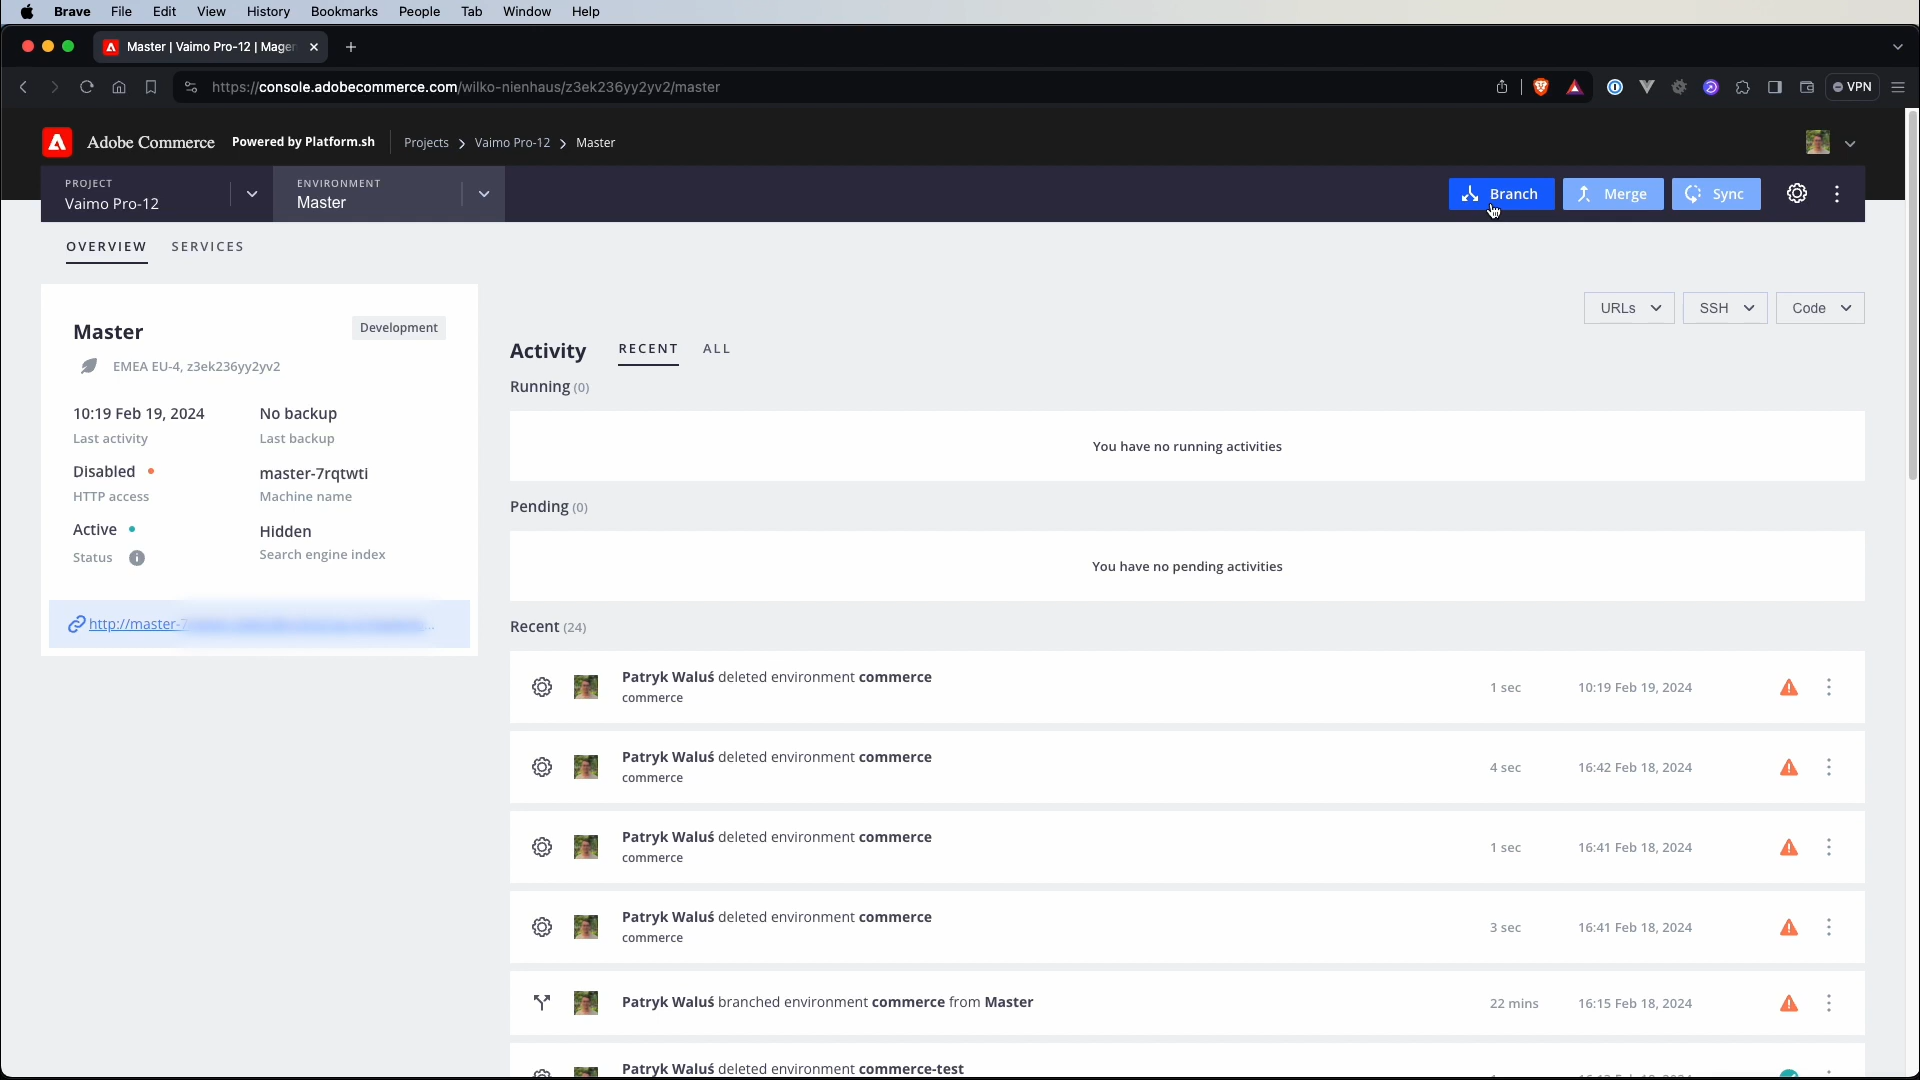 Brave File Edit View History Bookmarks People Tab Window Help
Master | Vaimo Pro-12 | Magen
https://console.adobecommerce.com/wilko-nienhaus/z3ek236yy2yv2/master
VPN
Adobe Commerce Powered by Platform.sh Projects Vaimo Pro-12 Master
PROJECT
Vaimo Pro-12
ENVIRONMENT
Master
Branch Merge Sync
OVERVIEW SERVICES
URLs SSH Code
Master Development
EMEA EU-4, z3ek236yy2yv2
10:19 Feb 19, 2024 No backup
Last activity Last backup
Disabled master-7rqtwti
HTTP access Machine name
Active Hidden
Status Search engine index
http://master-7
Activity RECENT ALL
Running (0)
You have no running activities
Pending (0)
You have no pending activities
Recent (24)
Patryk Waluś deleted environment commerce
commerce
1 sec 10:19 Feb 19, 2024
Patryk Waluś deleted environment commerce
commerce
4 sec 16:42 Feb 18, 2024
Patryk Waluś deleted environment commerce
commerce
1 sec 16:41 Feb 18, 2024
Patryk Waluś deleted environment commerce
commerce
3 sec 16:41 Feb 18, 2024
Patryk Waluś branched environment commerce from Master
22 mins 16:15 Feb 18, 2024
Patryk Waluś deleted environment commerce-test